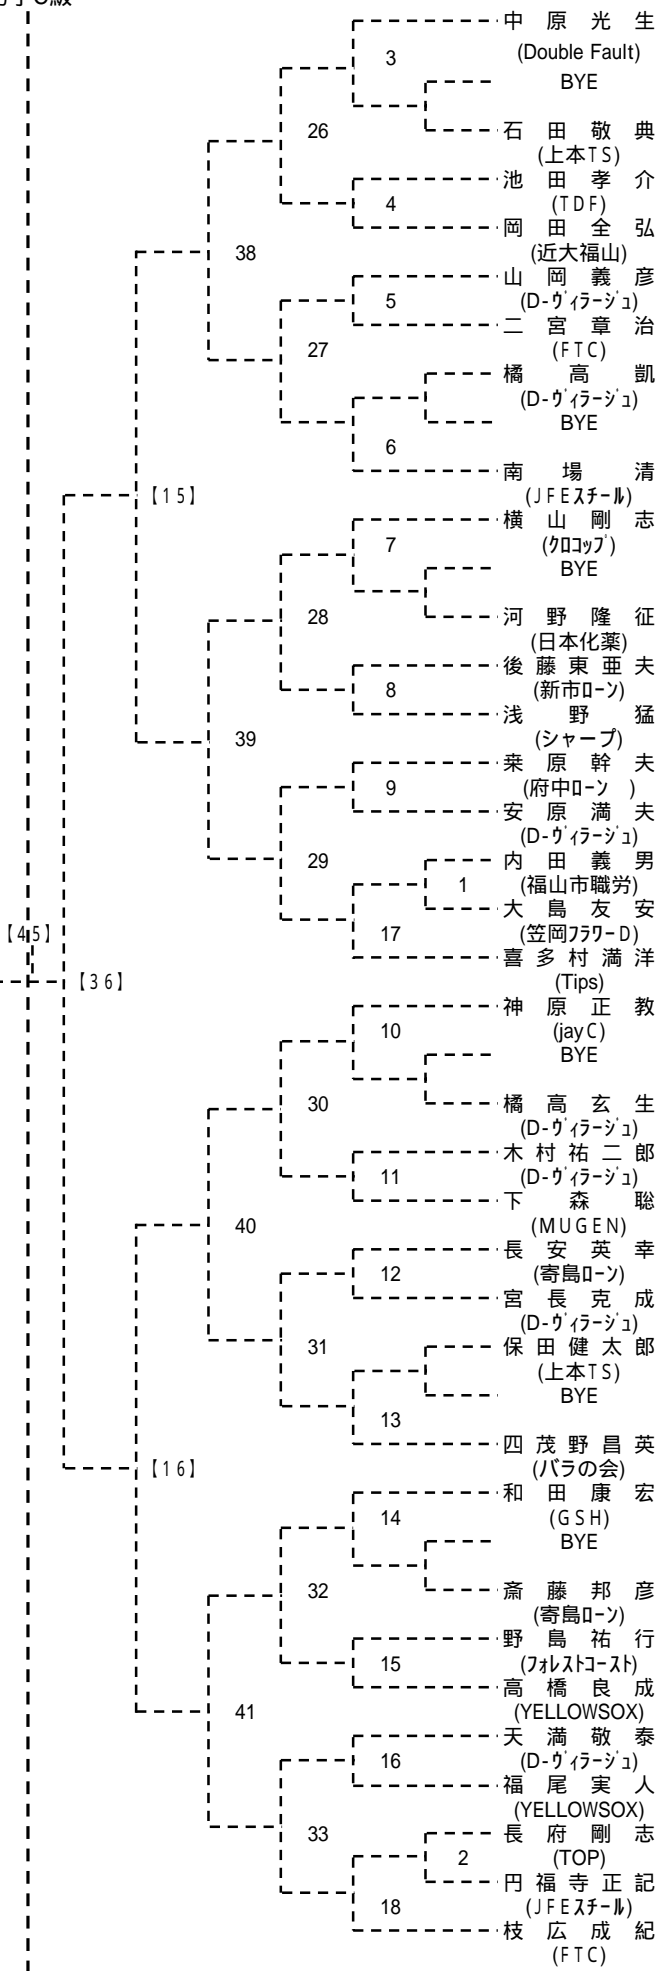 中原光生
3
(Double Fault)
BYE
26
石田敬典
(上本TS)
池田孝介
4
(TDF)
岡田全弘
38
(近大福山)
山岡義彦
5
(D-ヴィラージュ)
二宮章治
27
(FTC)
橘高凱
(D-ヴィラージュ)
BYE
6
南場清
【15】
(JFEスチール)
横山剛志
7
(クロコップ)
BYE
28
河野隆征
(日本化薬)
後藤東亜夫
8
(新市ローン)
浅野猛
39
(シャープ)
桒原幹夫
9
(府中ローン )
安原満夫
(D-ヴィラージュ)
29
内田義男
1
(福山市職労)
大島友安
【45】
17
(笠岡フラワーD)
喜多村満洋
【36】
(Tips)
神原正教
10
(jayC)
BYE
30
橘高玄生
(D-ヴィラージュ)
木村祐二郎
11
(D-ヴィラージュ)
下森聡
40
(MUGEN)
長安英幸
12
(寄島ローン)
宮長克成
(D-ヴィラージュ)
31
保田健太郎
(上本TS)
BYE
13
四茂野昌英
【16】
(バラの会)
和田康宏
14
(GSH)
BYE
32
斎藤邦彦
(寄島ローン)
野島祐行
15
(フォレストコースト)
高橋良成
41
(YELLOWSOX)
天満敬泰
16
(D-ヴィラージュ)
福尾実人
(YELLOWSOX)
33
長府剛志
2
(TOP)
円福寺正記
18
(JFEスチール)
枝広成紀
(FTC)